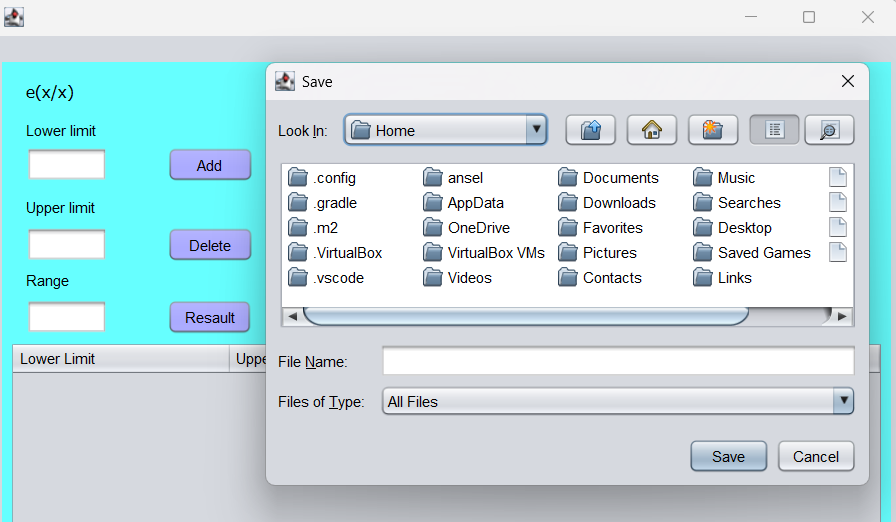 e(x/x)
Lower limit
Add
Upper limit
Delete
Range
Resault
Lower Limit
Uppe
Save
Look In:
Home
.config
ansel
Documents
Music
.gradle
AppData
Downloads
Searches
.m2
OneDrive
Favorites
Desktop
.VirtualBox
VirtualBox VMs
Pictures
Saved Games
.vscode
Videos
Contacts
Links
File Name:
Files of Type:
All Files
Save
Cancel